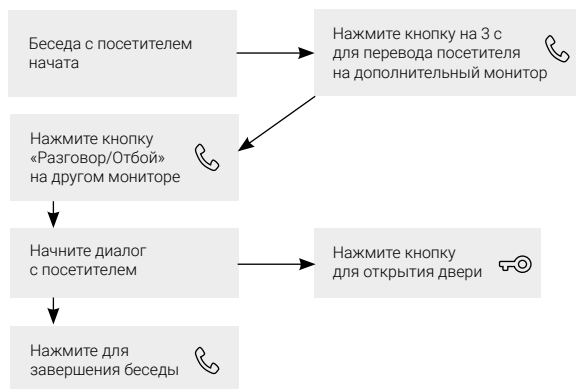 Беседа с посетителем
начата
Нажмите кнопку на 3 с
для перевода посетителя
на дополнительный монитор
Нажмите кнопку
«Разговор/Отбой»
на другом мониторе
Начните диалог
с посетителем
Нажмите кнопку
для открытия двери
Нажмите для
завершения беседы